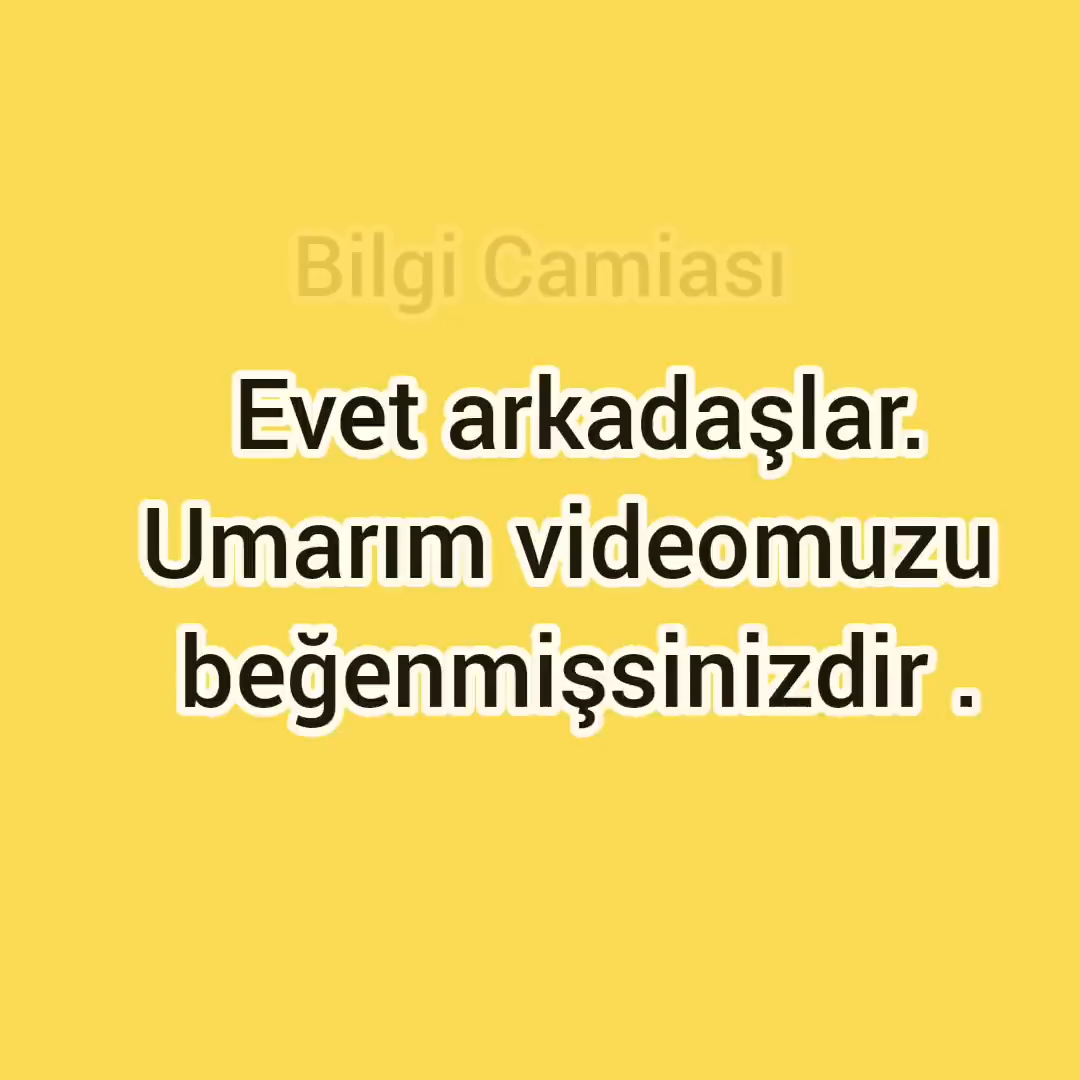 Bilgi Camiası
Evet arkadaşlar.
Umarım videomuzu
beğenmişsinizdir .